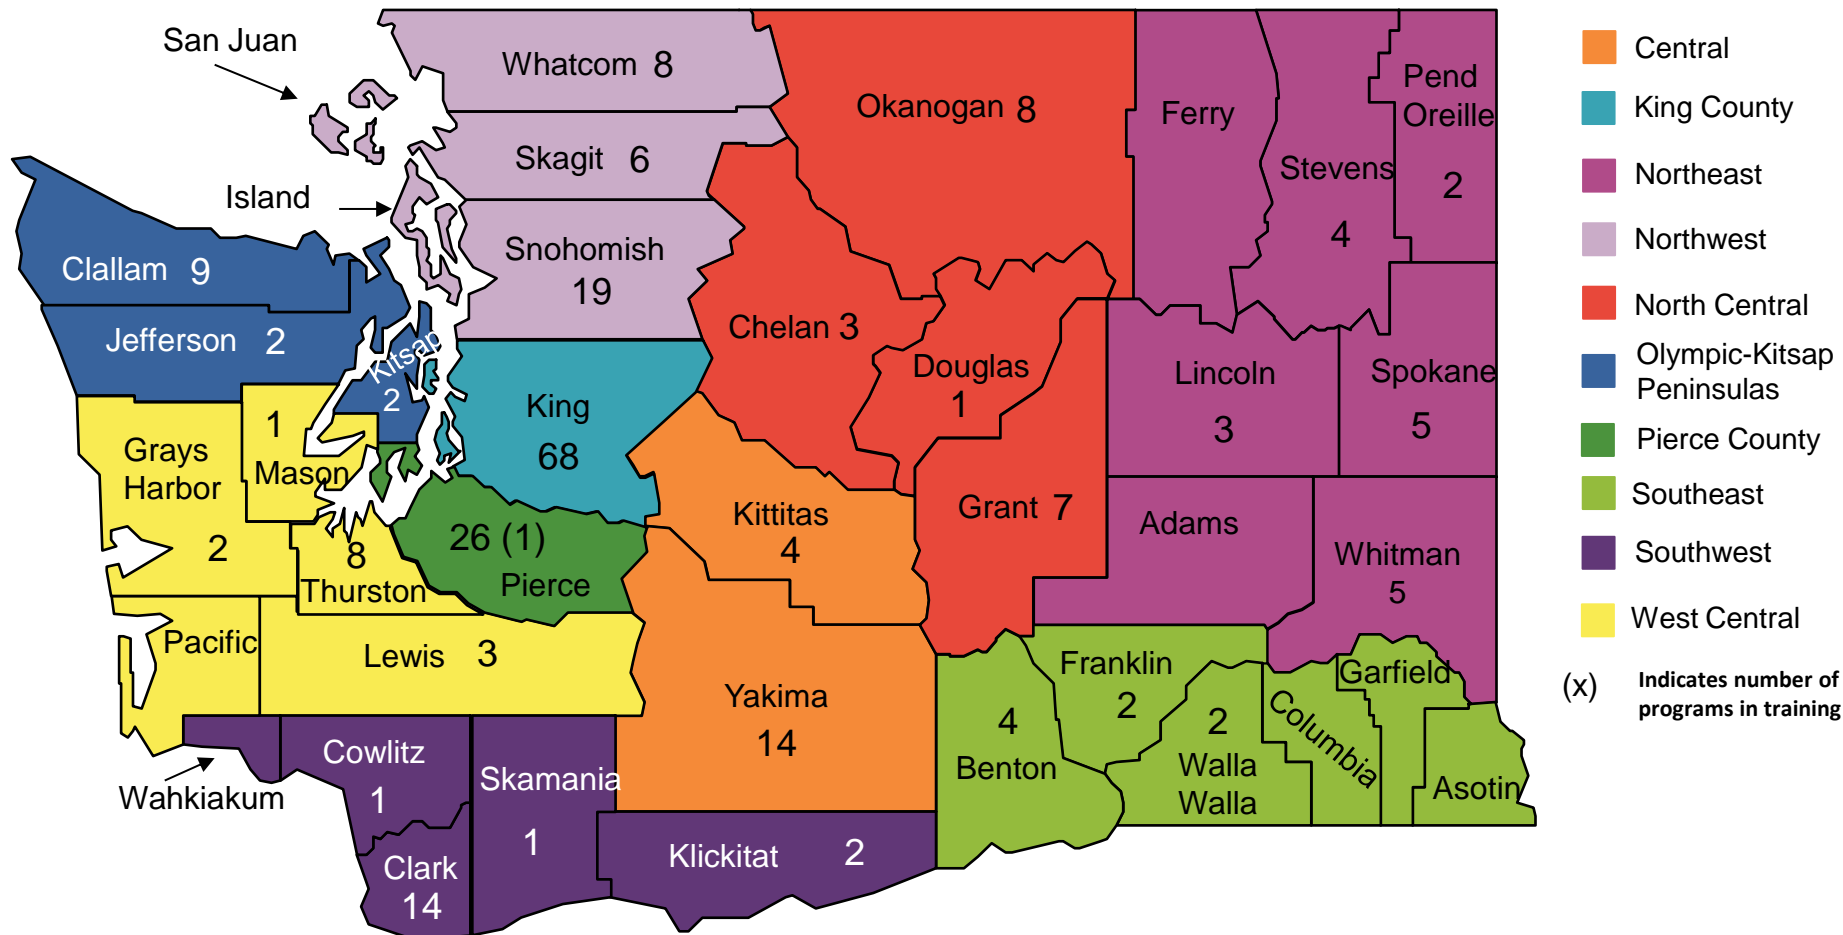 San Juan
Whatcom 8
Okanogan 8
Ferry
Pend
Oreille
2
Skagit 6
Stevens
4
Island
Snohomish
19
Clallam 9
Chelan 3
Jefferson 2
Kitsap
2
Douglas
1
Lincoln
3
Spokane
5
King
68
1
Mason
Grays
Harbor
2
Kittitas
4
Grant 7
Adams
26 (1)
Pierce
8
Thurston
Whitman
5
Pacific
Lewis 3
Yakima
14
Franklin
2
Garfield
4
Benton
2
Walla
Walla
Columbia
Asotin
Wahkiakum
Cowlitz
1
Skamania
1
Clark
14
Klickitat 2
Central
King County
Northeast
Northwest
North Central
Olympic-Kitsap
Peninsulas
Pierce County
Southeast
Southwest
West Central
(x) Indicates number of
programs in training